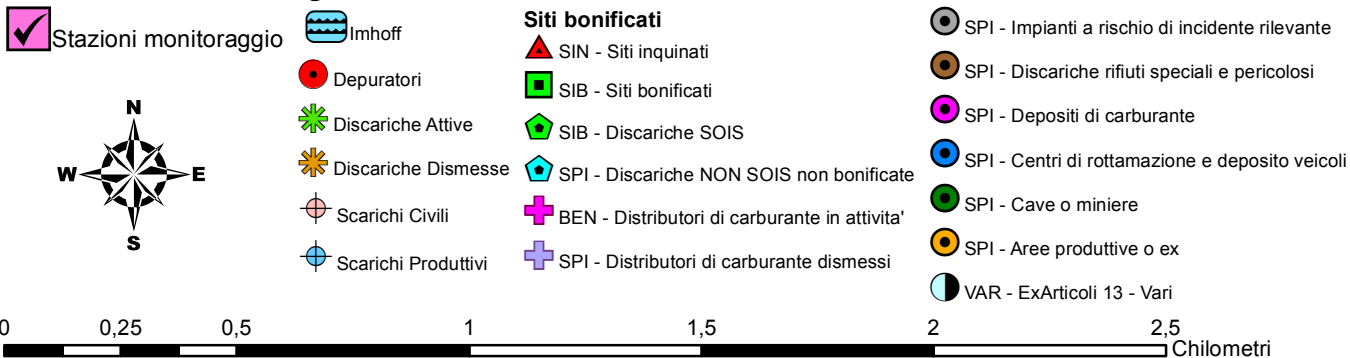 Stazioni monitoraggio
N
W
E
S
Imhoff
Depuratori
Discariche Attive
Discariche Dismesse
Scarichi Civili
Scarichi Produttivi
Siti bonificati
SIN - Siti inquinati
SIB - Siti bonificati
SIB - Discariche SOIS
SPI - Discariche NON SOIS non bonificate
BEN - Distributori di carburante in attivita'
SPI - Distributori di carburante dismessi
SPI - Impianti a rischio di incidente rilevante
SPI - Discariche rifiuti speciali e pericolosi
SPI - Depositi di carburante
SPI - Centri di rottamazione e deposito veicoli
SPI - Cave o miniere
SPI - Aree produttive o ex
VAR - ExArticoli 13 - Vari
0 0,25 0,5 1 1,5 2 2,5
Chilometri